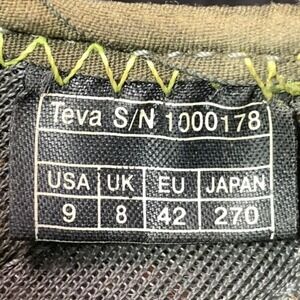 Teva S/N 1000178
USA UK EU JAPAN
9 8 42 270